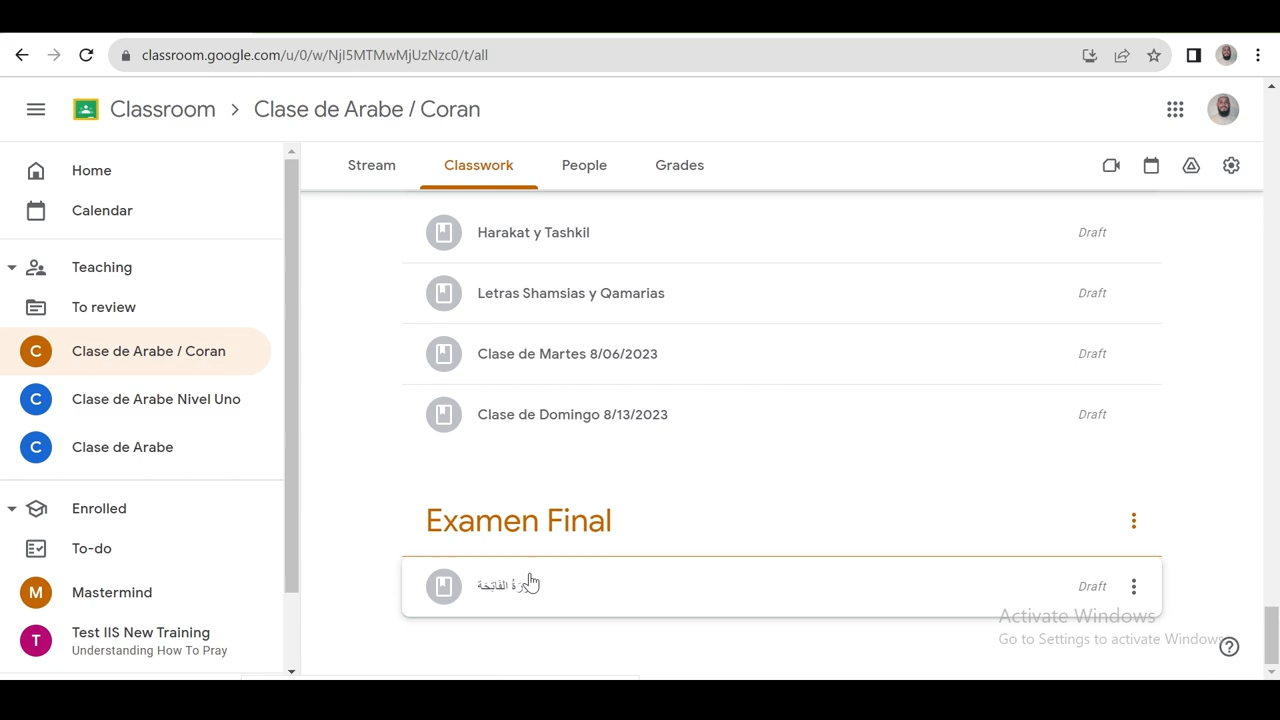 classroom.google.com/u/0/w/NjI5MTMwMjUzNzc0/t/all
Classroom > Clase de Arabe / Coran
Home
Calendar
Teaching
To review
C Clase de Arabe / Coran
C Clase de Arabe Nivel Uno
C Clase de Arabe
Enrolled
To-do
M Mastermind
T Test IIS New Training
Understanding How To Pray
Stream Classwork People Grades
Harakat y Tashkil Draft
Letras Shamsias y Qamarias Draft
Clase de Martes 8/06/2023 Draft
Clase de Domingo 8/13/2023 Draft
Examen Final
الفَاتِحَة Draft
Activate Windows
Go to Settings to activate Windows